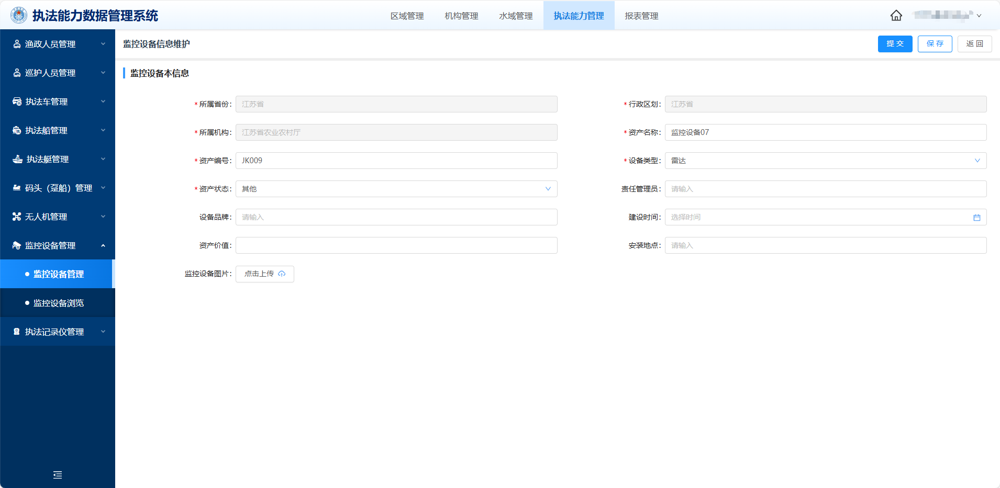 执法能力数据管理系统
区域管理 机构管理 水域管理 执法能力管理 报表管理
渔政人员管理
巡护人员管理
执法车管理
执法船管理
执法艇管理
码头（趸船）管理
无人机管理
监控设备管理
监控设备管理
监控设备浏览
执法记录仪管理
监控设备信息维护
提 交 保 存 返 回
监控设备本信息
* 所属省份： 江苏省 * 行政区划： 江苏省
* 所属机构： 江苏省农业农村厅 * 资产名称： 监控设备07
* 资产编号： JK009 * 设备类型： 雷达
* 资产状态： 其他 责任管理员： 请输入
设备品牌： 请输入 建设时间： 选择时间
资产价值： 安装地点： 请输入
监控设备图片： 点击上传